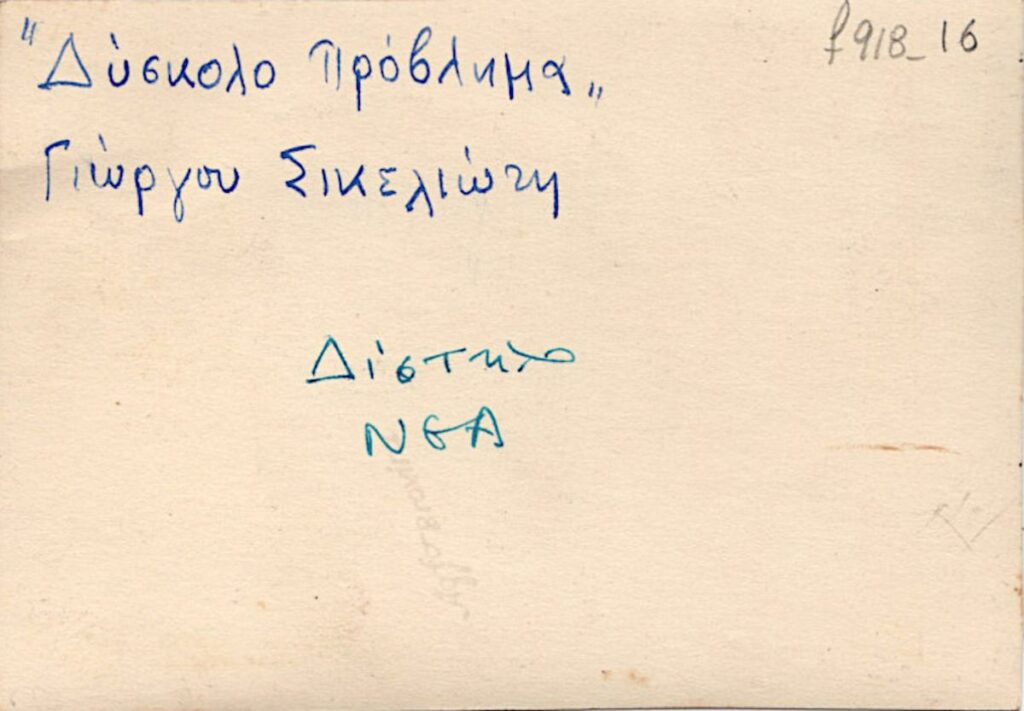 "Δύσκολο Πρόβλημα„
f918_16
Γιώργου Σικελιώτη
Δίστηλο
ΝΕΑ